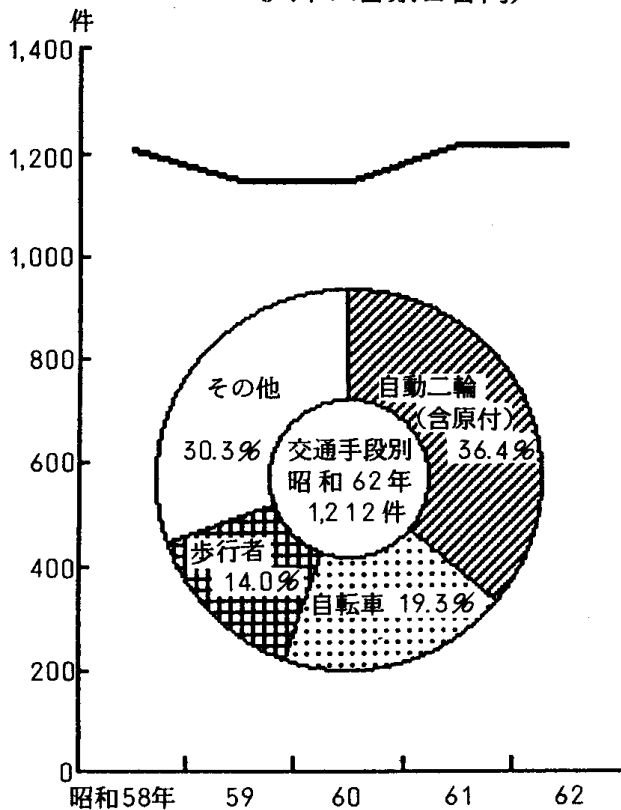 件
1,400
1,200
1,000
800
600
400
200
0
昭和58年 59 60 61 62
その他
30.3%
自動二輪
(含原付)
36.4%
交通手段別
昭和62年
1,212件
歩行者
14.0%
自転車 19.3%